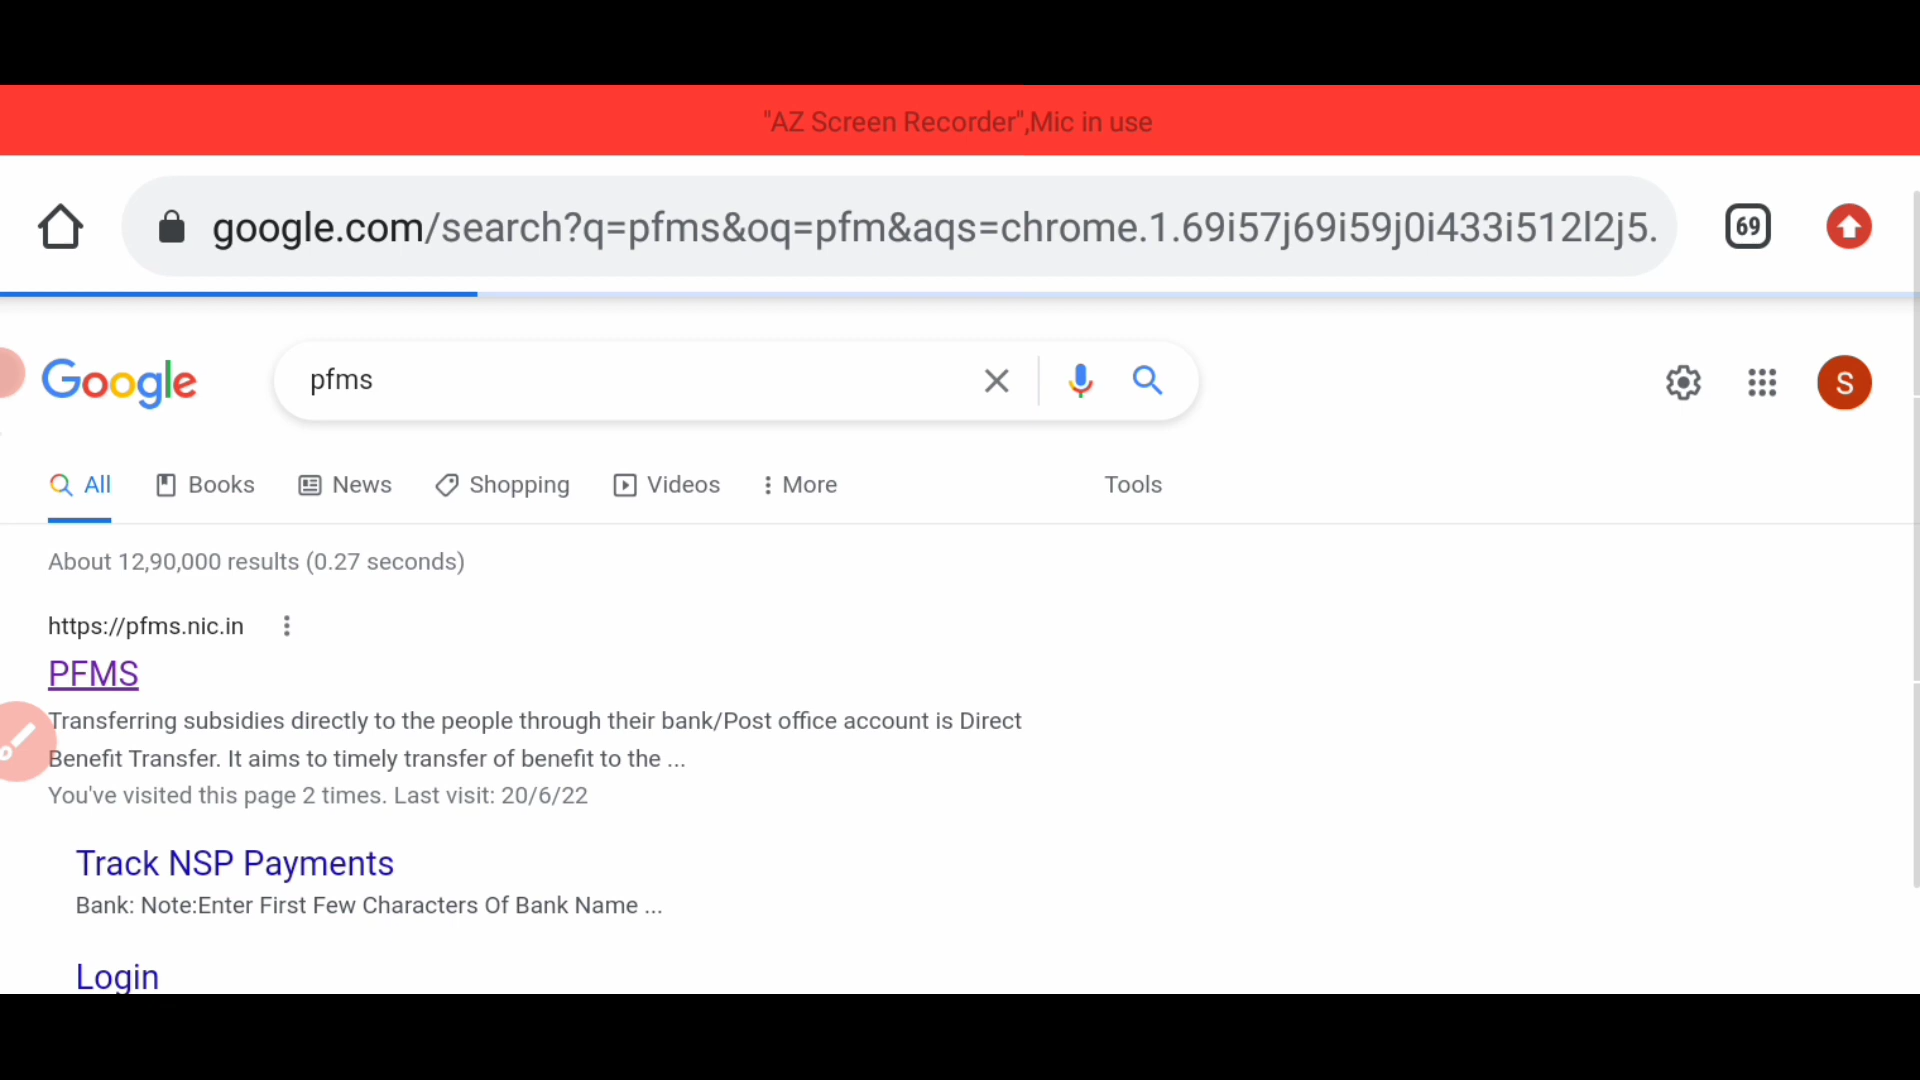 "AZ Screen Recorder",Mic in use
google.com/search?q=pfms&oq=pfm&aqs=chrome.1.69i57j69i59j0i433i512l2j5.
69
Google
pfms
S
All Books News Shopping Videos More Tools
About 12,90,000 results (0.27 seconds)
https://pfms.nic.in
PFMS
Transferring subsidies directly to the people through their bank/Post office account is Direct
Benefit Transfer. It aims to timely transfer of benefit to the ...
You've visited this page 2 times. Last visit: 20/6/22
Track NSP Payments
Bank: Note:Enter First Few Characters Of Bank Name ...
Login